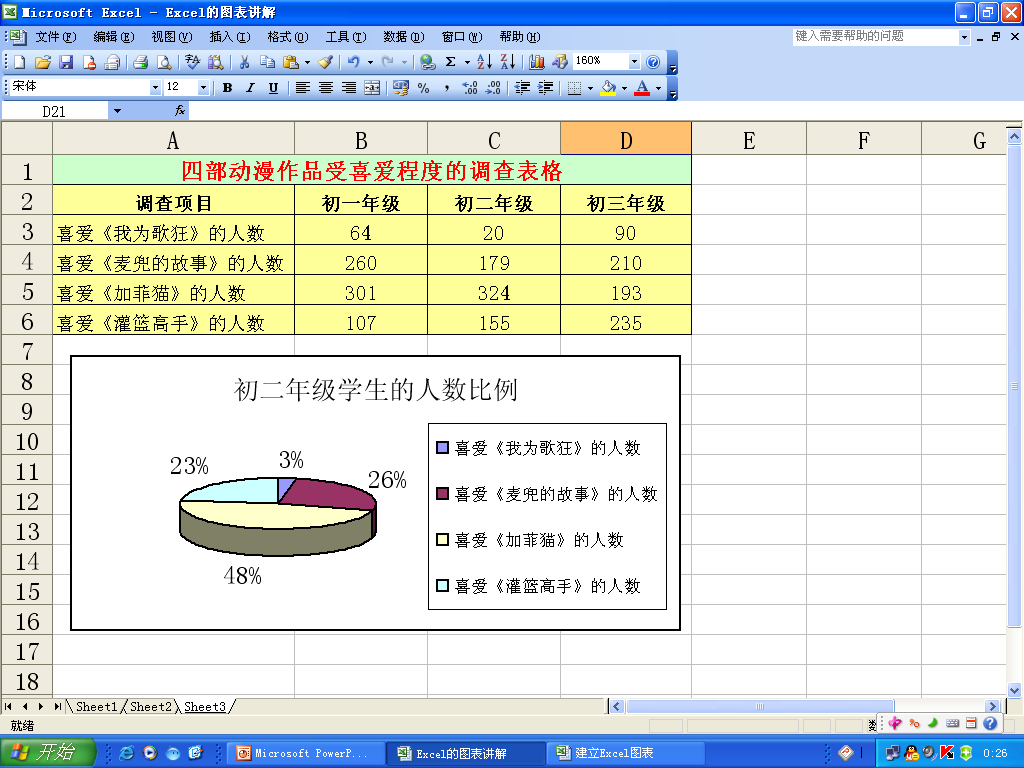 Microsoft Excel - Excel的图表讲解
文件(F) 编辑(E) 视图(V) 插入(I) 格式(O) 工具(T) 数据(D) 窗口(W) 帮助(H) 键入需要帮助的问题
160%
宋体 12 B I U
D21 fx
A B C D E F G
1 四部动漫作品受喜爱程度的调查表格
2 调查项目 初一年级 初二年级 初三年级
3 喜爱《我为歌狂》的人数 64 20 90
4 喜爱《麦兜的故事》的人数 260 179 210
5 喜爱《加菲猫》的人数 301 324 193
6 喜爱《灌篮高手》的人数 107 155 235
7
8
9
10
11
12
13
14
15
16
17
18
初二年级学生的人数比例
23% 3% 26% 48%
喜爱《我为歌狂》的人数
喜爱《麦兜的故事》的人数
喜爱《加菲猫》的人数
喜爱《灌篮高手》的人数
Sheet1 Sheet2 Sheet3
就绪
开始 Microsoft PowerP... Excel的图表讲解 建立Excel图表 0:26